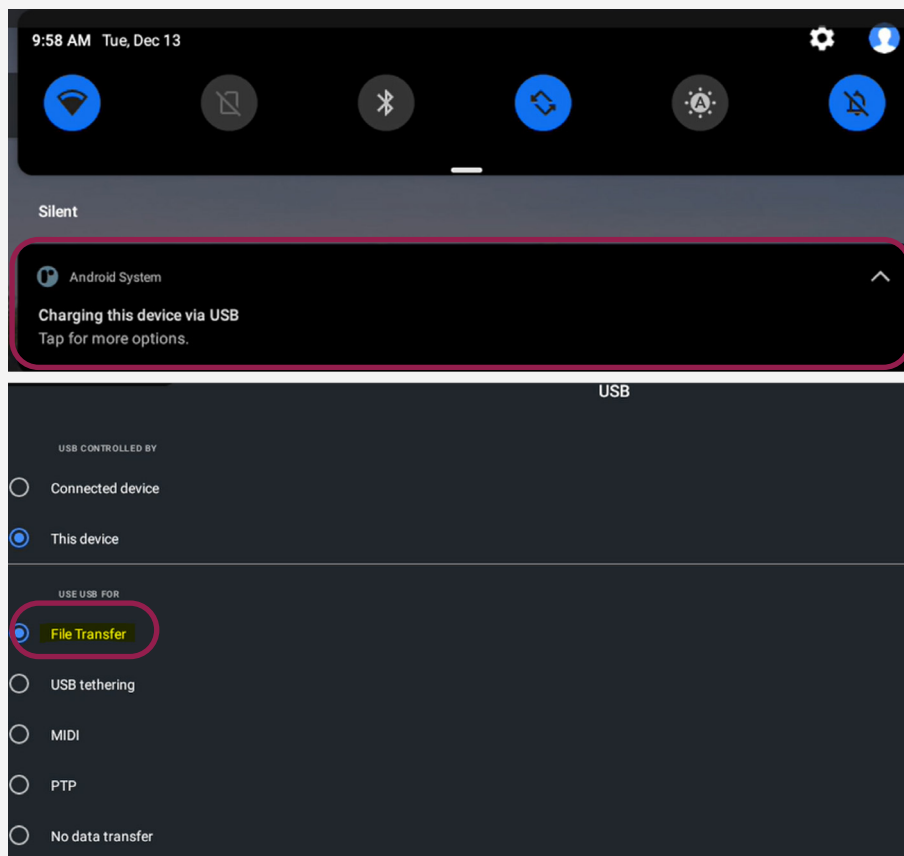 9:58 AM Tue, Dec 13
A
Silent
Android System
Charging this device via USB
Tap for more options.
USB
USB CONTROLLED BY
Connected device
This device
USE USB FOR
File Transfer
USB tethering
MIDI
PTP
No data transfer